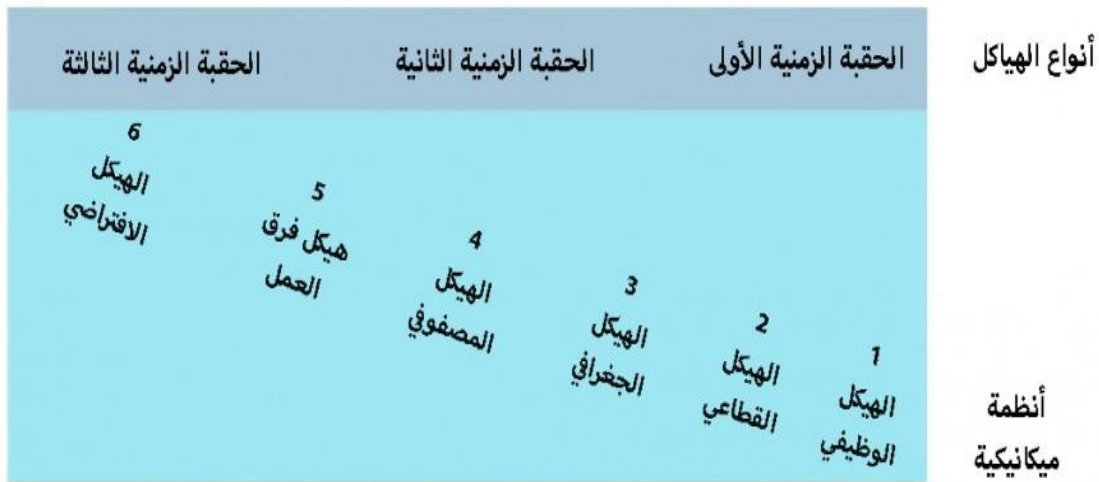 أنواع الهياكل
الحقبة الزمنية الأولى
الحقبة الزمنية الثانية
الحقبة الزمنية الثالثة
1
الهيكل
الوظيفي
2
الهيكل
القطاعي
3
الهيكل
الجغرافي
4
الهيكل
المصفوفي
5
هيكل فرق
العمل
6
الهيكل
الافتراضي
أنظمة
ميكانيكية